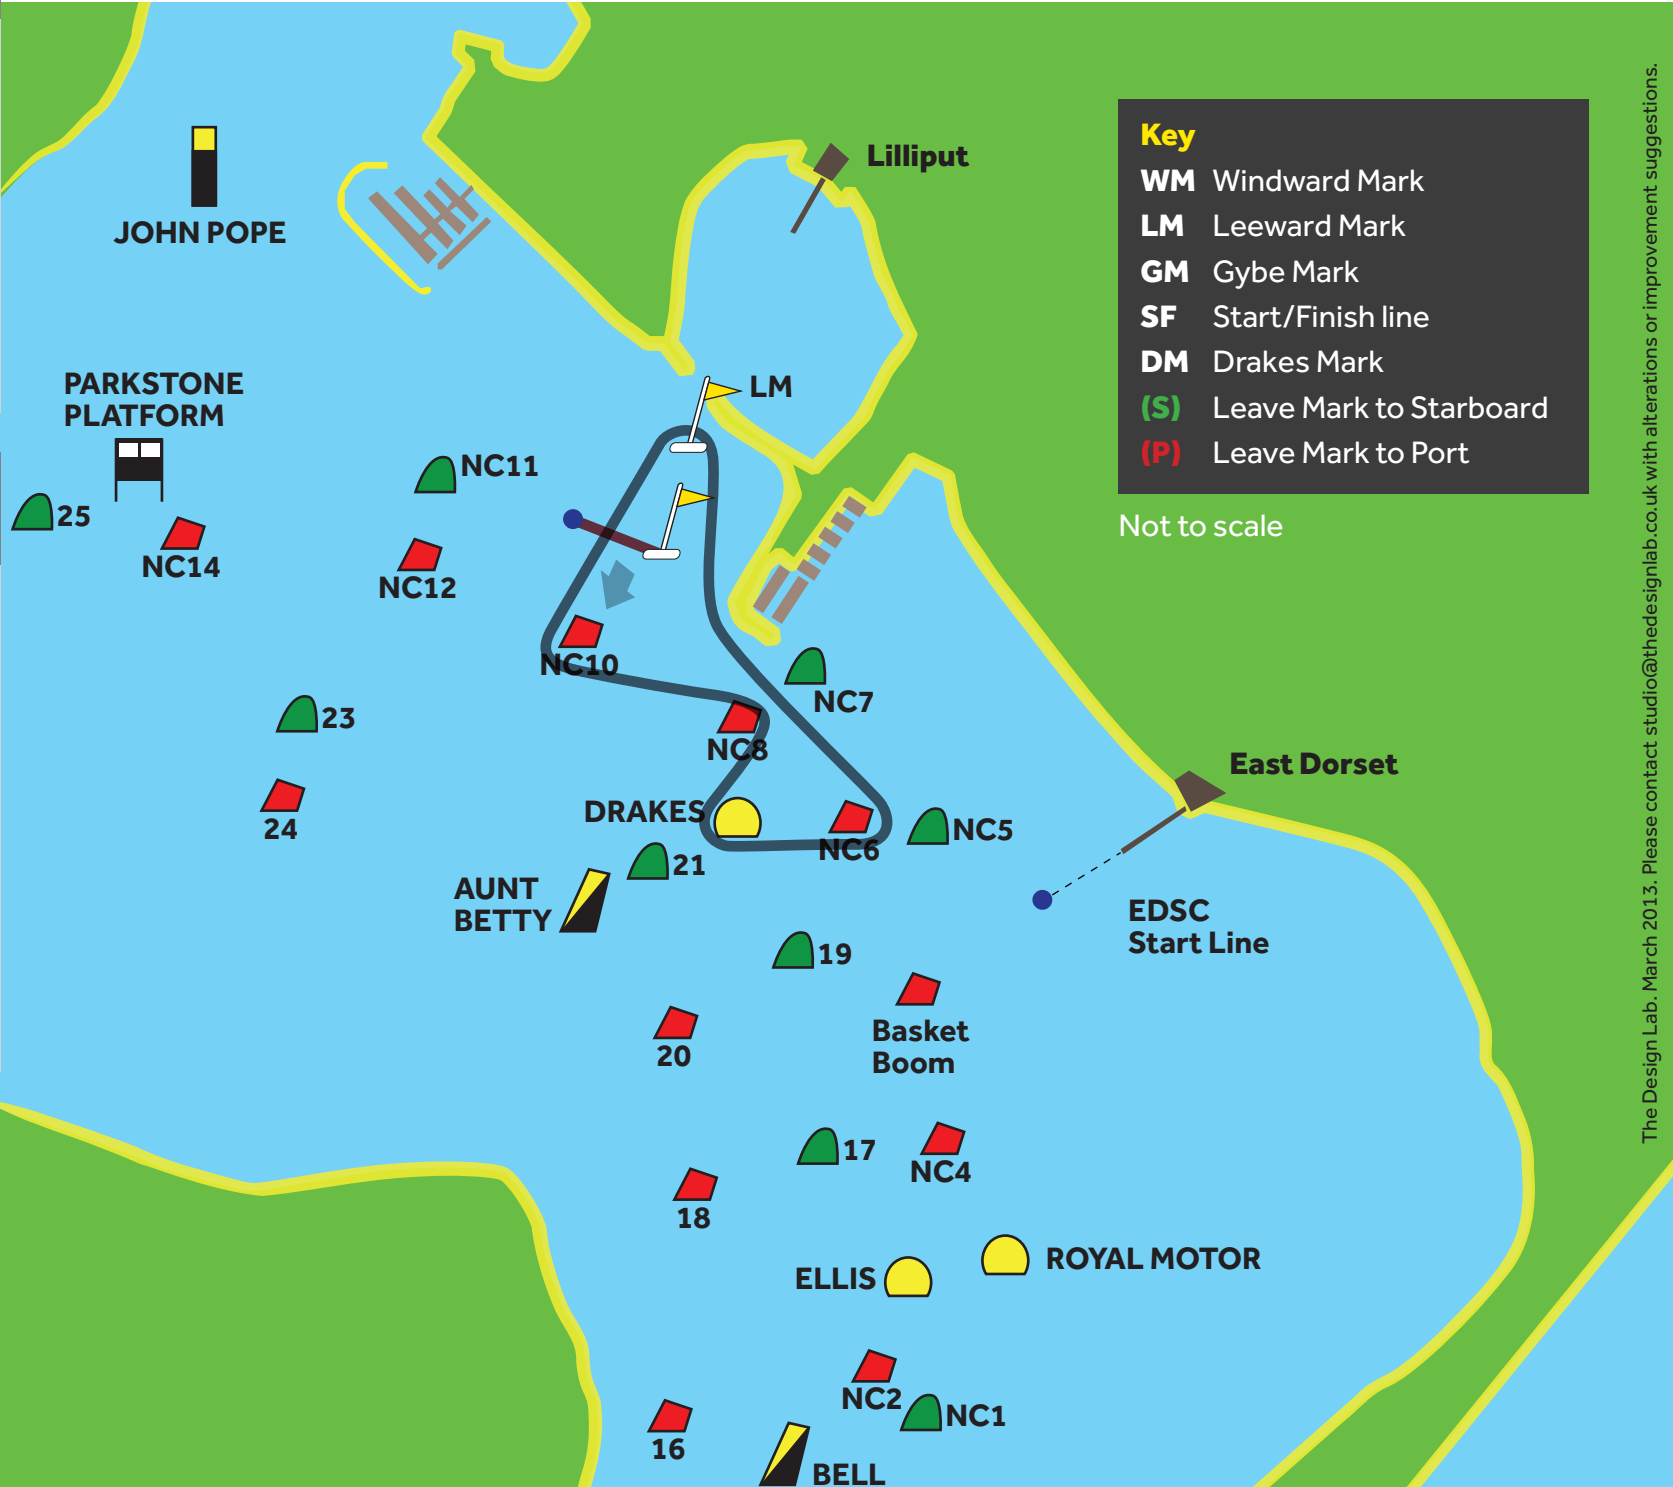 Lilliput
Key
WM Windward Mark
LM Leeward Mark
GM Gybe Mark
SF Start/Finish line
DM Drakes Mark
(S) Leave Mark to Starboard
(P) Leave Mark to Port
Not to scale
JOHN POPE
PARKSTONE
PLATFORM
LM
NC11
25
NC14
NC12
NC10
NC7
23
NC8
East Dorset
24
DRAKES
NC6
NC5
21
AUNT
BETTY
EDSC
Start Line
19
Basket
Boom
20
17
NC4
18
ELLIS
ROYAL MOTOR
NC2
NC1
16
BELL
The Design Lab. March 2013. Please contact studio@thedesignlab.co.uk with alterations or improvement suggestions.